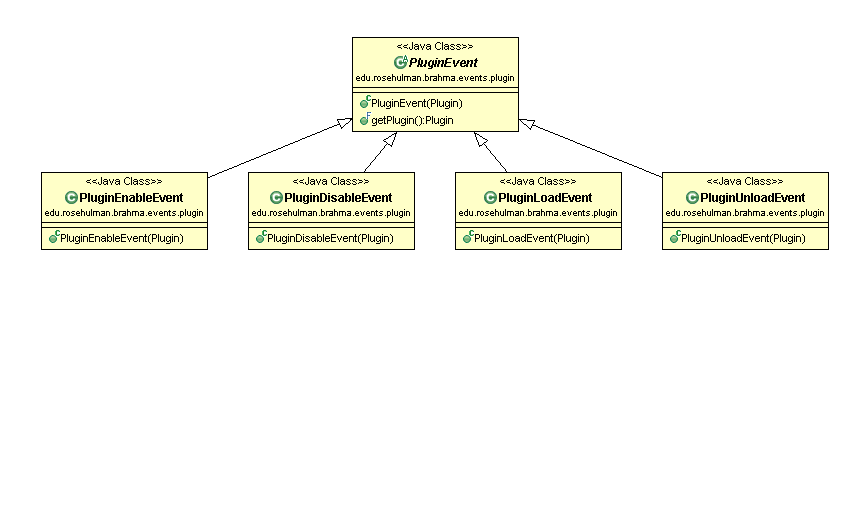 <<Java Class>>
PluginEvent
edu.rosehulman.brahma.events.plugin
PluginEvent(Plugin)
getPlugin():Plugin
<<Java Class>>
PluginEnableEvent
edu.rosehulman.brahma.events.plugin
PluginEnableEvent(Plugin)
<<Java Class>>
PluginDisableEvent
edu.rosehulman.brahma.events.plugin
PluginDisableEvent(Plugin)
<<Java Class>>
PluginLoadEvent
edu.rosehulman.brahma.events.plugin
PluginLoadEvent(Plugin)
<<Java Class>>
PluginUnloadEvent
edu.rosehulman.brahma.events.plugin
PluginUnloadEvent(Plugin)